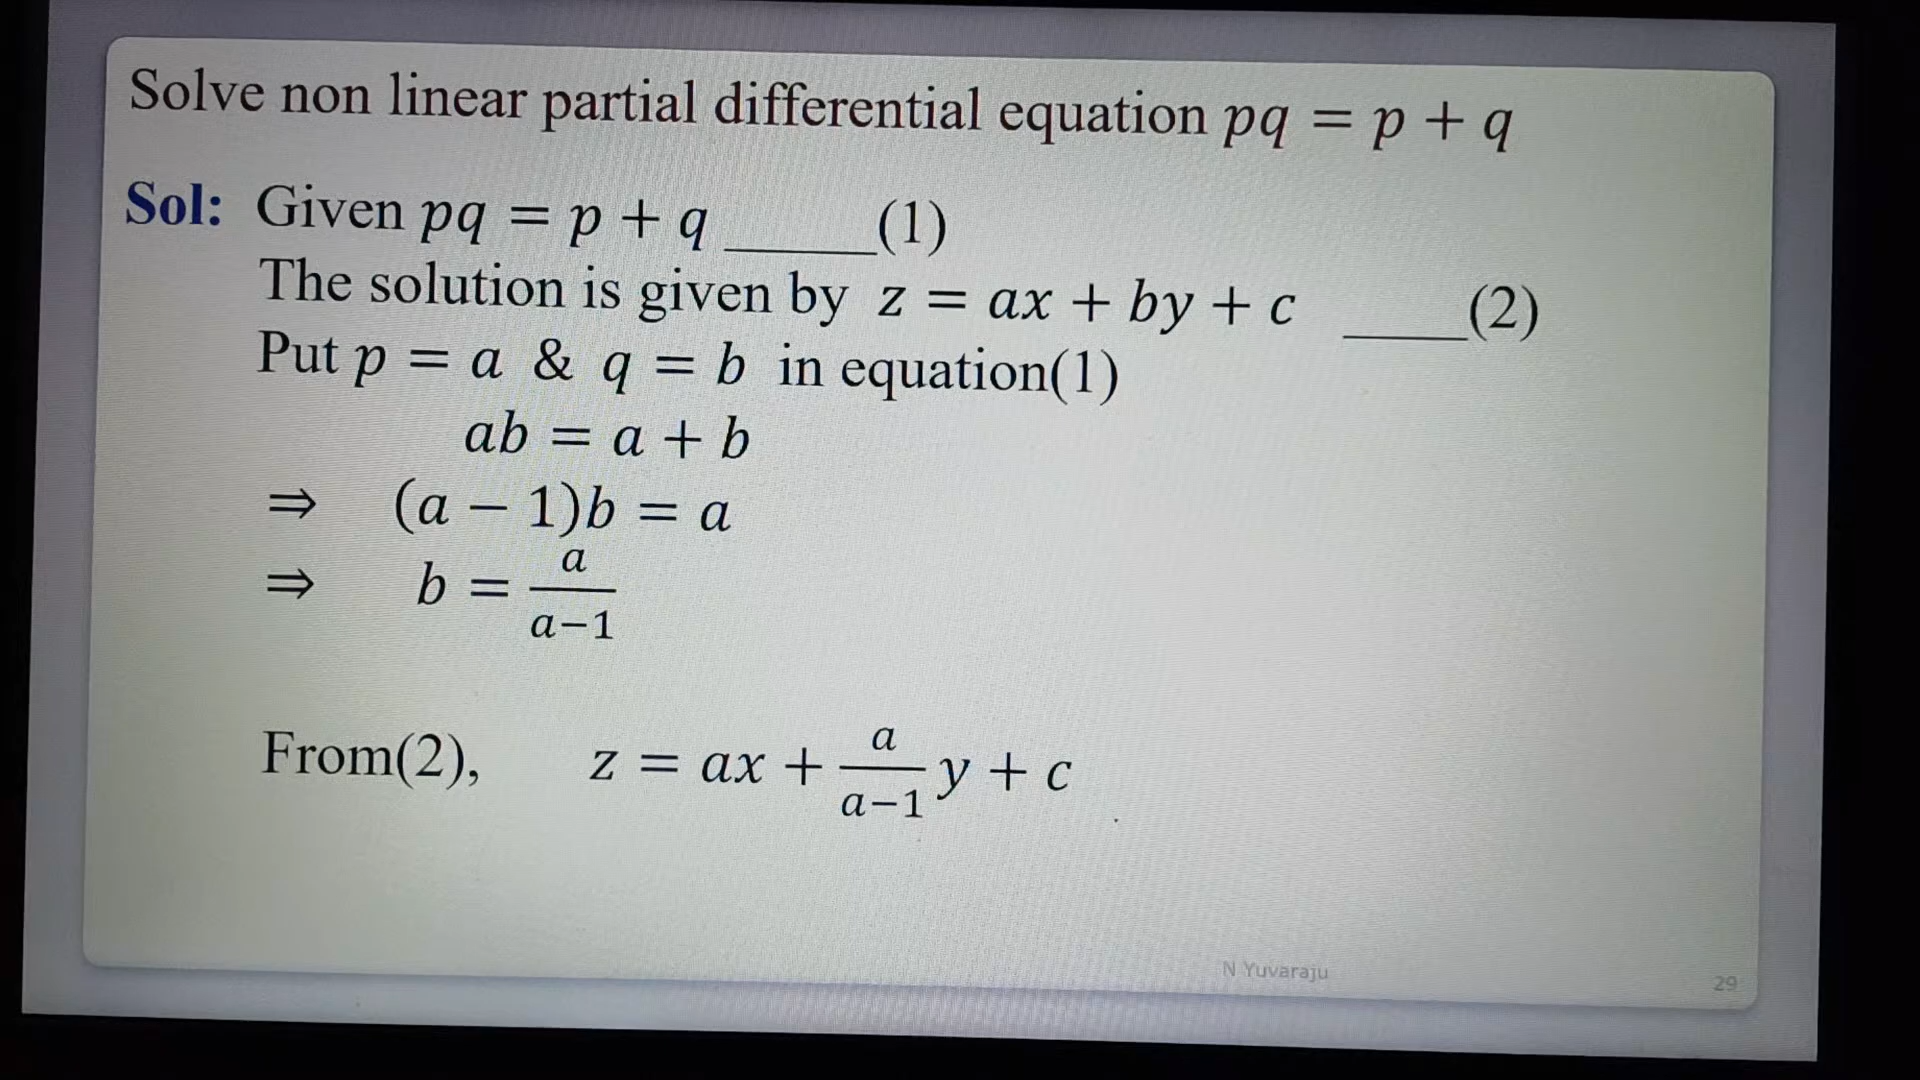 Solve non linear partial differential equation pq = p + q
Sol: Given pq = p + q _____(1)
The solution is given by z = ax + by + c ____(2)
Put p = a & q = b in equation(1)
ab = a + b
⇒ (a − 1)b = a
⇒ b = a/(a−1)
From(2), z = ax + a/(a−1) y + c
N Yuvaraju
29